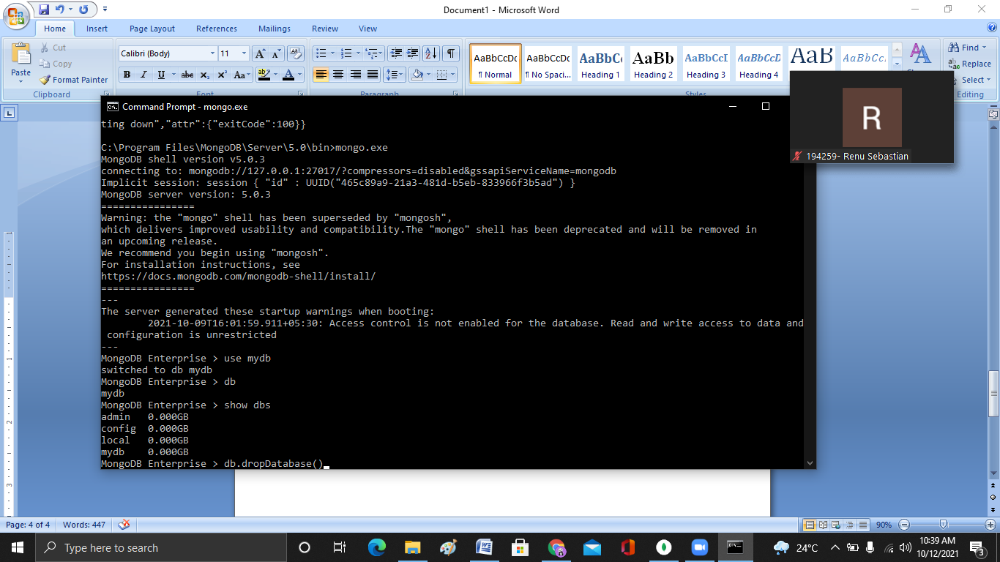 Document1 - Microsoft Word
Home Insert Page Layout References Mailings Review View
Paste
Cut
Copy
Format Painter
Clipboard
Calibri (Body) 11
B I U abc X₂ X² Aa A
Font
Paragraph
AaBbCcDc AaBbCcDc AaBbC AaBb AaBbCcI AaBbCcD AaB AaBbCc.
¶ Normal ¶ No Spaci... Heading 1 Heading 2 Heading 3 Heading 4
Styles
Find
Replace
Select
Editing
Command Prompt - mongo.exe
R
194259- Renu Sebastian
ting down","attr":{"exitCode":100}}
C:\Program Files\MongoDB\Server\5.0\bin>mongo.exe
MongoDB shell version v5.0.3
connecting to: mongodb://127.0.0.1:27017/?compressors=disabled&gssapiServiceName=mongodb
Implicit session: session { "id" : UUID("465c89a9-21a3-481d-b5eb-833966f3b5ad") }
MongoDB server version: 5.0.3
================
Warning: the "mongo" shell has been superseded by "mongosh",
which delivers improved usability and compatibility.The "mongo" shell has been deprecated and will be removed in
an upcoming release.
We recommend you begin using "mongosh".
For installation instructions, see
https://docs.mongodb.com/mongodb-shell/install/
================
---
The server generated these startup warnings when booting:
2021-10-09T16:01:59.911+05:30: Access control is not enabled for the database. Read and write access to data and
configuration is unrestricted
---
MongoDB Enterprise > use mydb
switched to db mydb
MongoDB Enterprise > db
mydb
MongoDB Enterprise > show dbs
admin 0.000GB
config 0.000GB
local 0.000GB
mydb 0.000GB
MongoDB Enterprise > db.dropDatabase()
Page: 4 of 4 Words: 447 90%
Type here to search
24°C
10:39 AM
10/12/2021
3